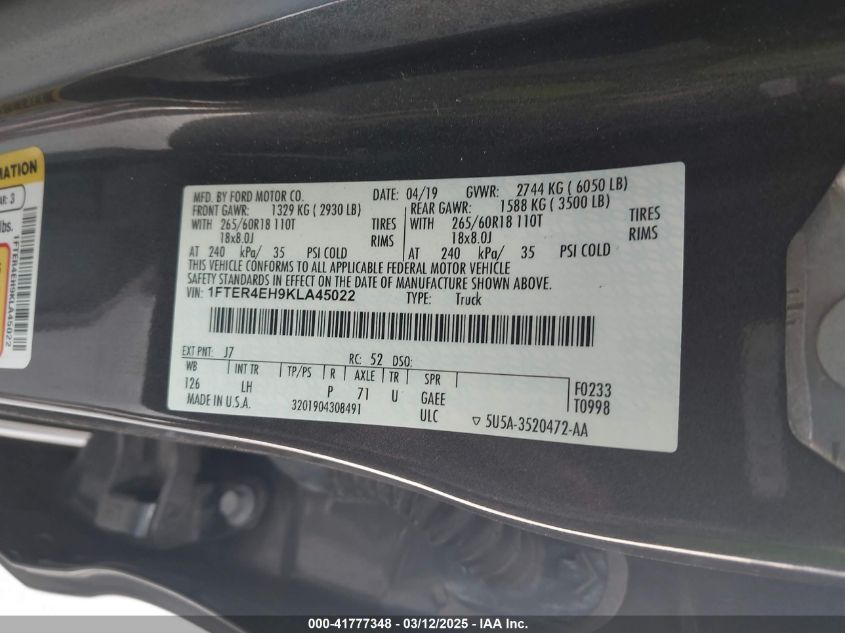 MATION
AR: 3
lbs.
1FTER4EH9KLA45022
MFD. BY FORD MOTOR CO. DATE: 04/19 GVWR: 2744 KG ( 6050 LB)
FRONT GAWR: 1329 KG ( 2930 LB) REAR GAWR: 1588 KG ( 3500 LB)
WITH 265/60R18 110T TIRES WITH 265/60R18 110T TIRES
18x8.0J RIMS 18x8.0J RIMS
AT 240 kPa/ 35 PSI COLD AT 240 kPa/ 35 PSI COLD
THIS VEHICLE CONFORMS TO ALL APPLICABLE FEDERAL MOTOR VEHICLE
SAFETY STANDARDS IN EFFECT ON THE DATE OF MANUFACTURE SHOWN ABOVE.
VIN: 1FTER4EH9KLA45022 TYPE: Truck
EXT PNT: J7 RC: 52 DSO:
WB INT TR TP/PS R AXLE TR SPR
126 LH P 71 U GAEE F0233
ULC T0998
MADE IN U.S.A. 3201904308491 ▽ 5U5A-3520472-AA
000-41777348 - 03/12/2025 - IAA Inc.